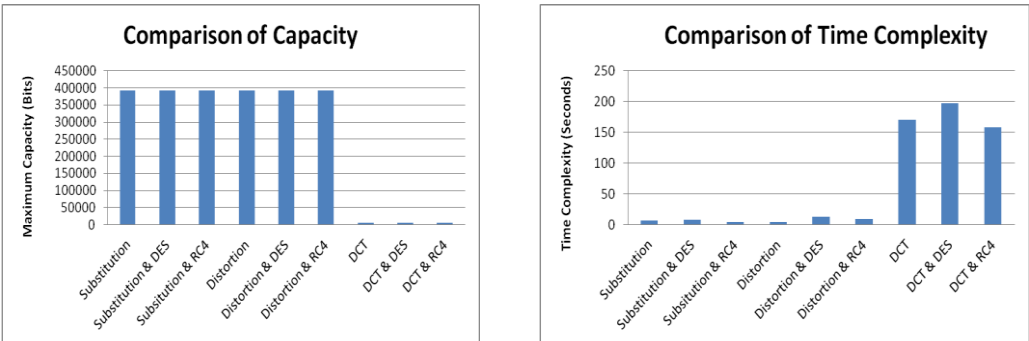 Comparison of Capacity
Maximum Capacity (Bits)
450000
400000
350000
300000
250000
200000
150000
100000
50000
0
Substitution
Substitution & DES
Subsitution & RC4
Distortion
Distortion & DES
Distortion & RC4
DCT
DCT & DES
DCT & RC4
Comparison of Time Complexity
Time Complexity (Seconds)
250
200
150
100
50
0
Substitution
Substitution & DES
Subsitution & RC4
Distortion
Distortion & DES
Distortion & RC4
DCT
DCT & DES
DCT & RC4